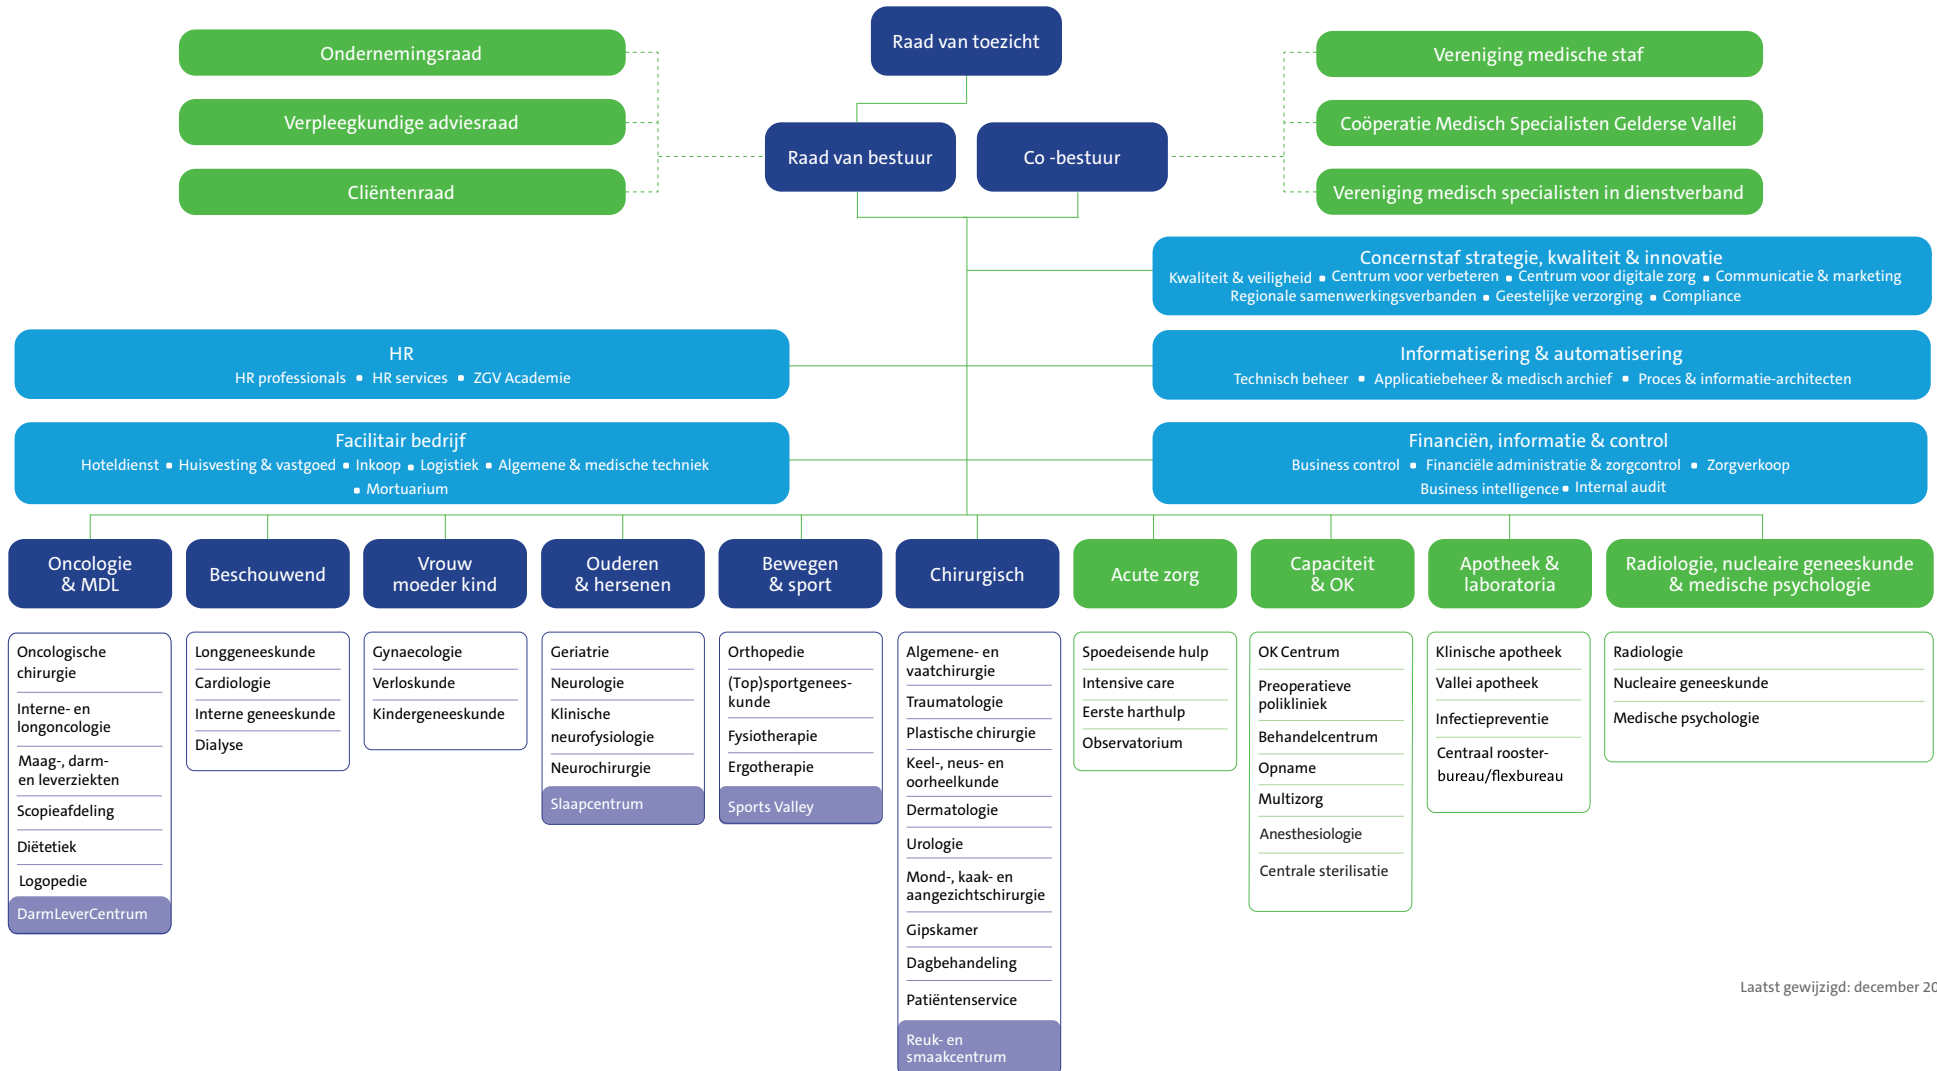 Raad van toezicht
Ondernemingsraad
Verpleegkundige adviesraad
Cliëntenraad
Raad van bestuur
Co -bestuur
Vereniging medische staf
Coöperatie Medisch Specialisten Gelderse Vallei
Vereniging medisch specialisten in dienstverband
Concernstaf strategie, kwaliteit & innovatie
Kwaliteit & veiligheid ▪ Centrum voor verbeteren ▪ Centrum voor digitale zorg ▪ Communicatie & marketing
Regionale samenwerkingsverbanden ▪ Geestelijke verzorging ▪ Compliance
HR
HR professionals ▪ HR services ▪ ZGV Academie
Informatisering & automatisering
Technisch beheer ▪ Applicatiebeheer & medisch archief ▪ Proces & informatie-architecten
Facilitair bedrijf
Hoteldienst ▪ Huisvesting & vastgoed ▪ Inkoop ▪ Logistiek ▪ Algemene & medische techniek
▪ Mortuarium
Financiën, informatie & control
Business control ▪ Financiële administratie & zorgcontrol ▪ Zorgverkoop
Business intelligence ▪ Internal audit
Oncologie
& MDL
Oncologische
chirurgie
Interne- en
longoncologie
Maag-, darm-
en leverziekten
Scopieafdeling
Diëtetiek
Logopedie
DarmLeverCentrum
Beschouwend
Longgeneeskunde
Cardiologie
Interne geneeskunde
Dialyse
Vrouw
moeder kind
Gynaecologie
Verloskunde
Kindergeneeskunde
Ouderen
& hersenen
Geriatrie
Neurologie
Klinische
neurofysiologie
Neurochirurgie
Slaapcentrum
Bewegen
& sport
Orthopedie
(Top)sportgenees-
kunde
Fysiotherapie
Ergotherapie
Sports Valley
Chirurgisch
Algemene- en
vaatchirurgie
Traumatologie
Plastische chirurgie
Keel-, neus- en
oorheelkunde
Dermatologie
Urologie
Mond-, kaak- en
aangezichtschirurgie
Gipskamer
Dagbehandeling
Patiëntenservice
Reuk- en
smaakcentrum
Acute zorg
Spoedeisende hulp
Intensive care
Eerste harthulp
Observatorium
Capaciteit
& OK
OK Centrum
Preoperatieve
polikliniek
Behandelcentrum
Opname
Multizorg
Anesthesiologie
Centrale sterilisatie
Apotheek &
laboratoria
Klinische apotheek
Vallei apotheek
Infectiepreventie
Centraal rooster-
bureau/flexbureau
Radiologie, nucleaire geneeskunde
& medische psychologie
Radiologie
Nucleaire geneeskunde
Medische psychologie
Laatst gewijzigd: december 20